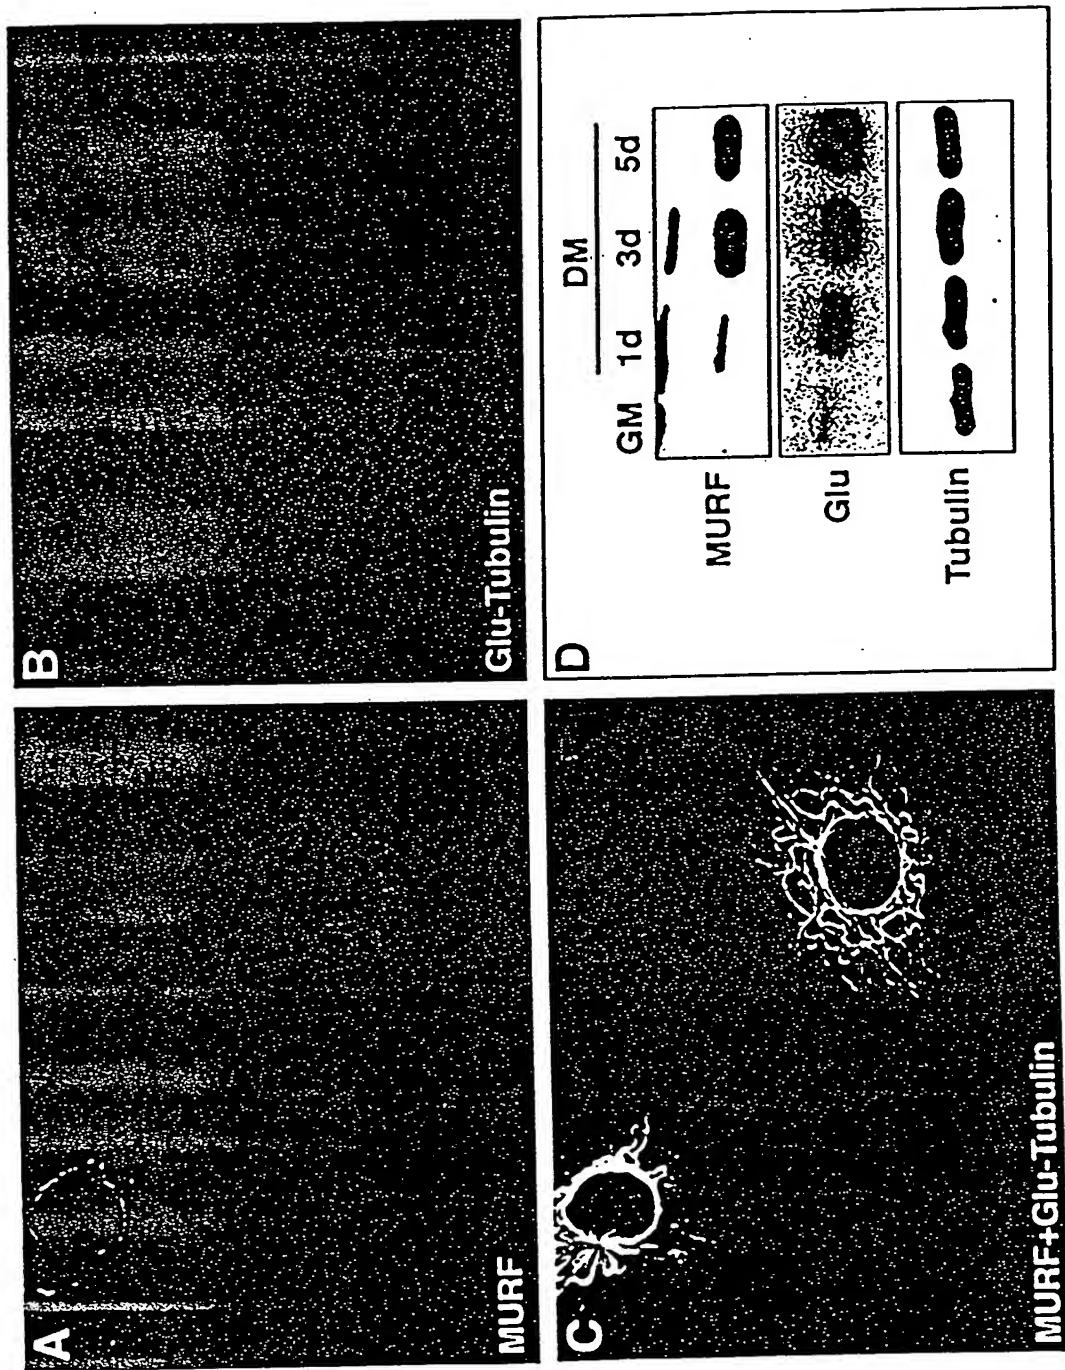 A
MURF
B
Glu-Tubulin
C
MURF+Glu-Tubulin
D
DM
GM 1d 3d 5d
MURF
Glu
Tubulin